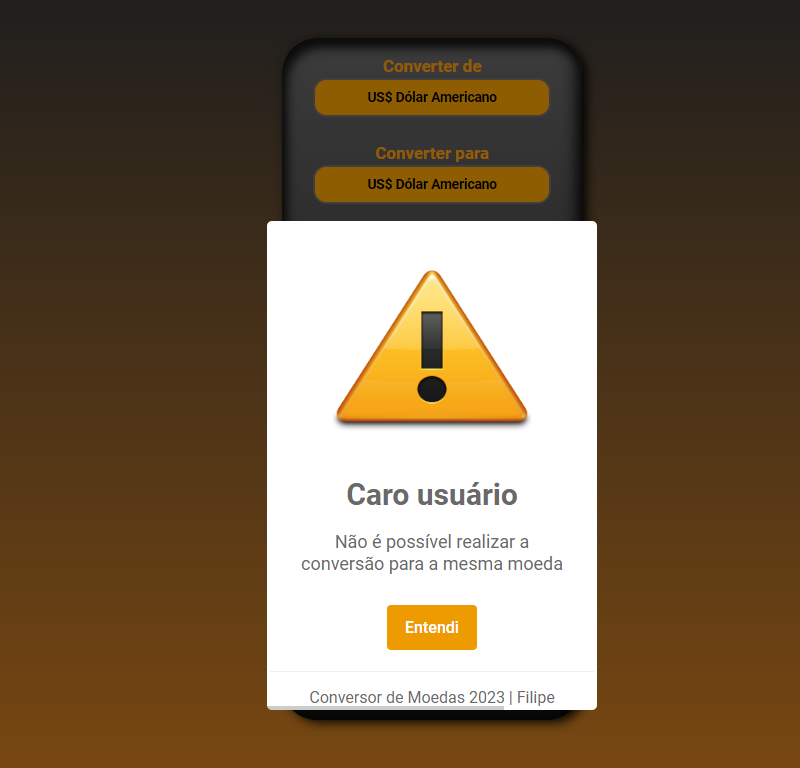 Converter de
US$ Dólar Americano
Converter para
US$ Dólar Americano
Caro usuário
Não é possível realizar a
conversão para a mesma moeda
Entendi
Conversor de Moedas 2023 | Filipe